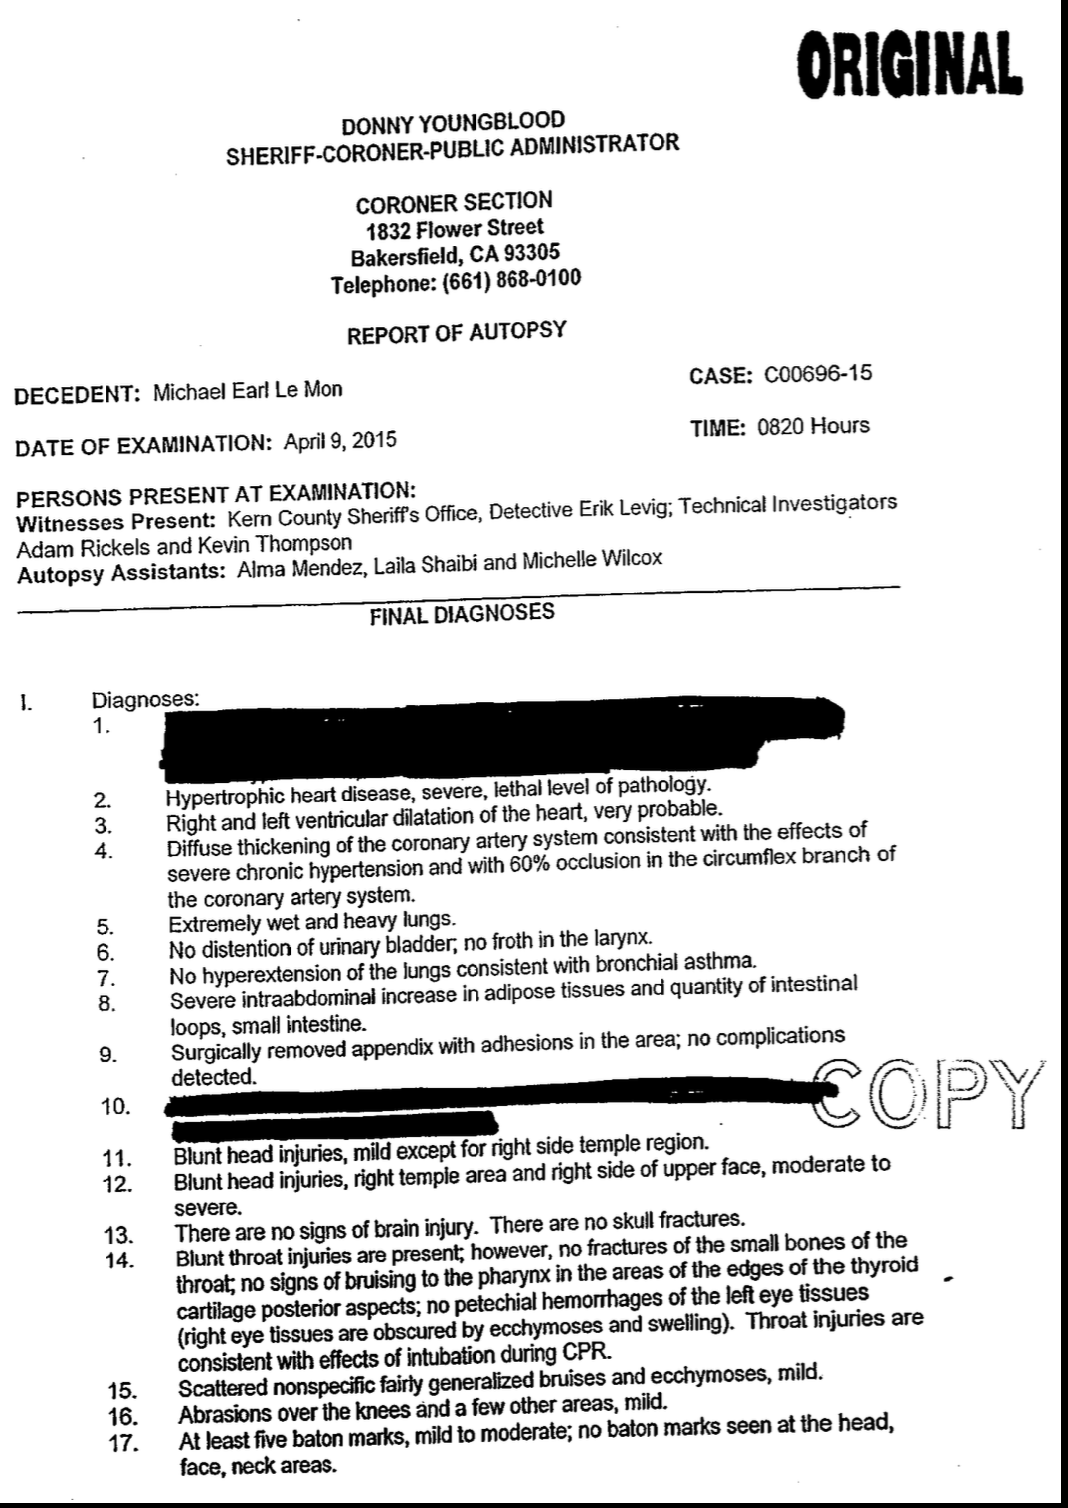 ORIGINAL
DONNY YOUNGBLOOD
SHERIFF-CORONER-PUBLIC ADMINISTRATOR
CORONER SECTION
1832 Flower Street
Bakersfield, CA 93305
Telephone: (661) 868-0100
REPORT OF AUTOPSY
DECEDENT: Michael Earl Le Mon CASE: C00696-15
DATE OF EXAMINATION: April 9, 2015 TIME: 0820 Hours
PERSONS PRESENT AT EXAMINATION:
Witnesses Present: Kern County Sheriff's Office, Detective Erik Levig; Technical Investigators
Adam Rickels and Kevin Thompson
Autopsy Assistants: Alma Mendez, Laila Shaibi and Michelle Wilcox
FINAL DIAGNOSES
I. Diagnoses:
1.
2. Hypertrophic heart disease, severe, lethal level of pathology.
3. Right and left ventricular dilatation of the heart, very probable.
4. Diffuse thickening of the coronary artery system consistent with the effects of
severe chronic hypertension and with 60% occlusion in the circumflex branch of
the coronary artery system.
5. Extremely wet and heavy lungs.
6. No distention of urinary bladder; no froth in the larynx.
7. No hyperextension of the lungs consistent with bronchial asthma.
8. Severe intraabdominal increase in adipose tissues and quantity of intestinal
loops, small intestine.
9. Surgically removed appendix with adhesions in the area; no complications
detected.
COPY
10.
11. Blunt head injuries, mild except for right side temple region.
12. Blunt head injuries, right temple area and right side of upper face, moderate to
severe.
13. There are no signs of brain injury. There are no skull fractures.
14. Blunt throat injuries are present; however, no fractures of the small bones of the
throat; no signs of bruising to the pharynx in the areas of the edges of the thyroid
cartilage posterior aspects; no petechial hemorrhages of the left eye tissues
(right eye tissues are obscured by ecchymoses and swelling). Throat injuries are
consistent with effects of intubation during CPR.
15. Scattered nonspecific fairly generalized bruises and ecchymoses, mild.
16. Abrasions over the knees and a few other areas, mild.
17. At least five baton marks, mild to moderate; no baton marks seen at the head,
face, neck areas.